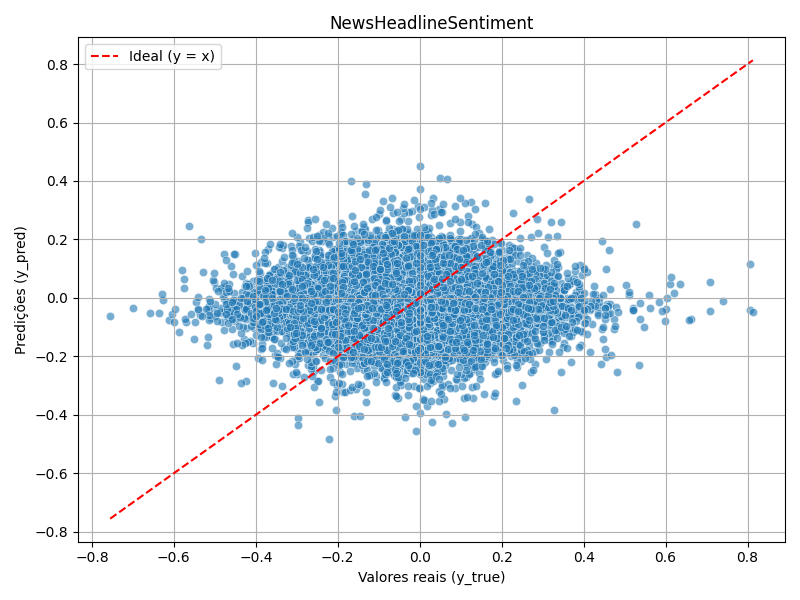 NewsHeadlineSentiment
Ideal (y = x)
Predições (y_pred)
0.8
0.6
0.4
0.2
0.0
−0.2
−0.4
−0.6
−0.8
−0.8 −0.6 −0.4 −0.2 0.0 0.2 0.4 0.6 0.8
Valores reais (y_true)